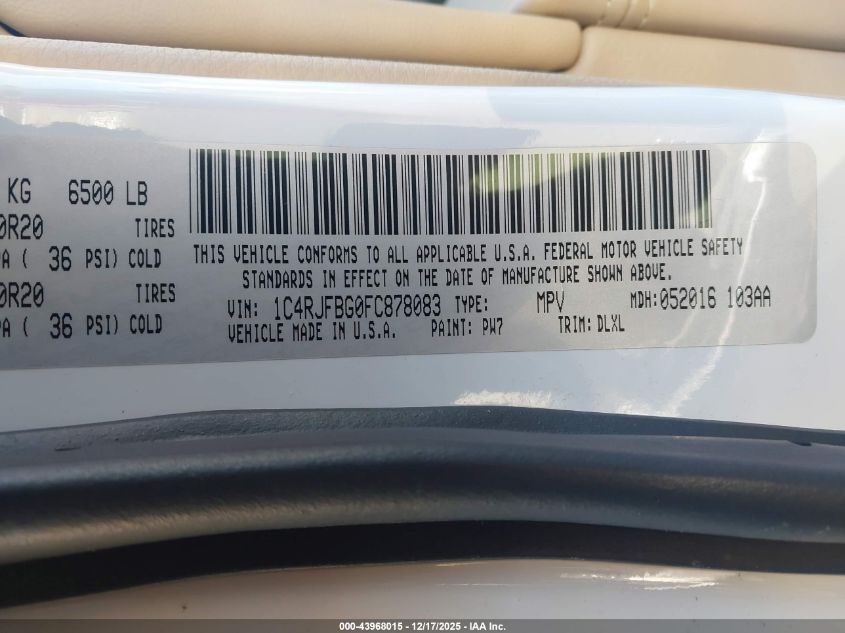 KG 6500 LB
0R20 TIRES
PA ( 36 PSI) COLD
0R20 TIRES
PA ( 36 PSI) COLD
THIS VEHICLE CONFORMS TO ALL APPLICABLE U.S.A. FEDERAL MOTOR VEHICLE SAFETY
STANDARDS IN EFFECT ON THE DATE OF MANUFACTURE SHOWN ABOVE.
VIN: 1C4RJFBG0FC878083 TYPE: MPV MDH: 052016 103AA
VEHICLE MADE IN U.S.A. PAINT: PW7 TRIM: DLXL
000-43968015 - 12/17/2025 - IAA Inc.